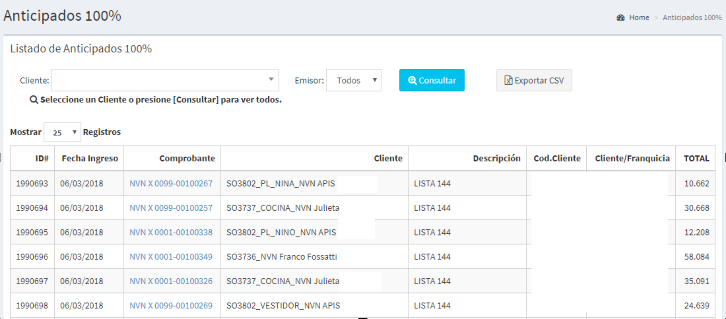 Anticipados 100%
Home > Anticipados 100%
Listado de Anticipados 100%
Cliente: Emisor: Todos Consultar Exportar CSV
Seleccione un Cliente o presione [Consultar] para ver todos.
Mostrar 25 Registros
ID# Fecha Ingreso Comprobante Cliente Descripción Cod.Cliente Cliente/Franquicia TOTAL
1990693 06/03/2018 NVN X 0099-00100267 SO3802_PL_NINA_NVN APIS LISTA 144 10.662
1990694 06/03/2018 NVN X 0099-00100257 SO3737_COCINA_NVN Julieta LISTA 144 30.668
1990695 06/03/2018 NVN X 0001-00100338 SO3802_PL_NINO_NVN APIS LISTA 144 12.208
1990696 06/03/2018 NVN X 0001-00100349 SO3736_NVN Franco Fossatti LISTA 144 58.084
1990697 06/03/2018 NVN X 0001-00100326 SO3737_COCINA_NVN Julieta LISTA 144 35.091
1990698 06/03/2018 NVN X 0099-00100269 SO3802_VESTIDOR_NVN APIS LISTA 144 24.639